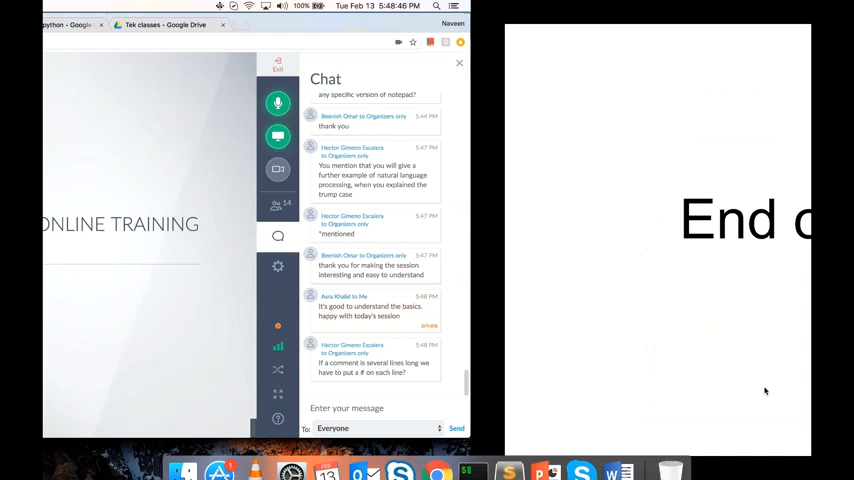 100%
Tue Feb 13 5:48:46 PM
python - Google
Tek classes - Google Drive
Naveen
Exit
Chat
any specific version of notepad?
Beenish Omar to Organizers only
5:44 PM
thank you
Hector Gimeno Escalera
5:47 PM
to Organizers only
You mention that you will give a
further example of natural language
processing, when you explained the
trump case
14
Hector Gimeno Escalera
5:47 PM
to Organizers only
*mentioned
ONLINE TRAINING
End o
Beenish Omar to Organizers only
5:47 PM
thank you for making the session
interesting and easy to understand
Asra Khalid to Me
5:48 PM
It's good to understand the basics.
happy with today's session
private
Hector Gimeno Escalera
5:48 PM
to Organizers only
If a comment is several lines long we
have to put a # on each line?
Enter your message
To:
Everyone
Send
1
13